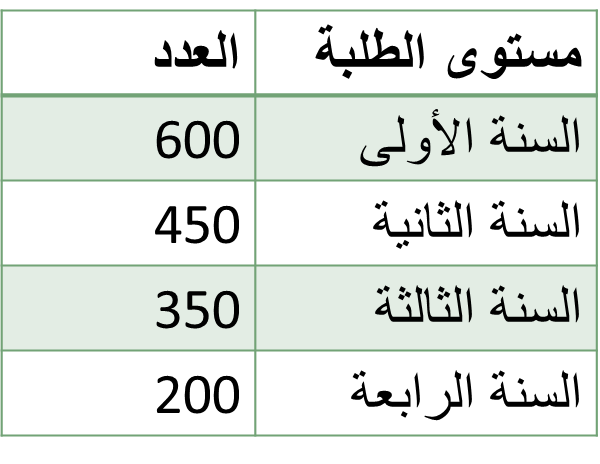 مستوى الطلبة العدد
السنة الأولى 600
السنة الثانية 450
السنة الثالثة 350
السنة الرابعة 200